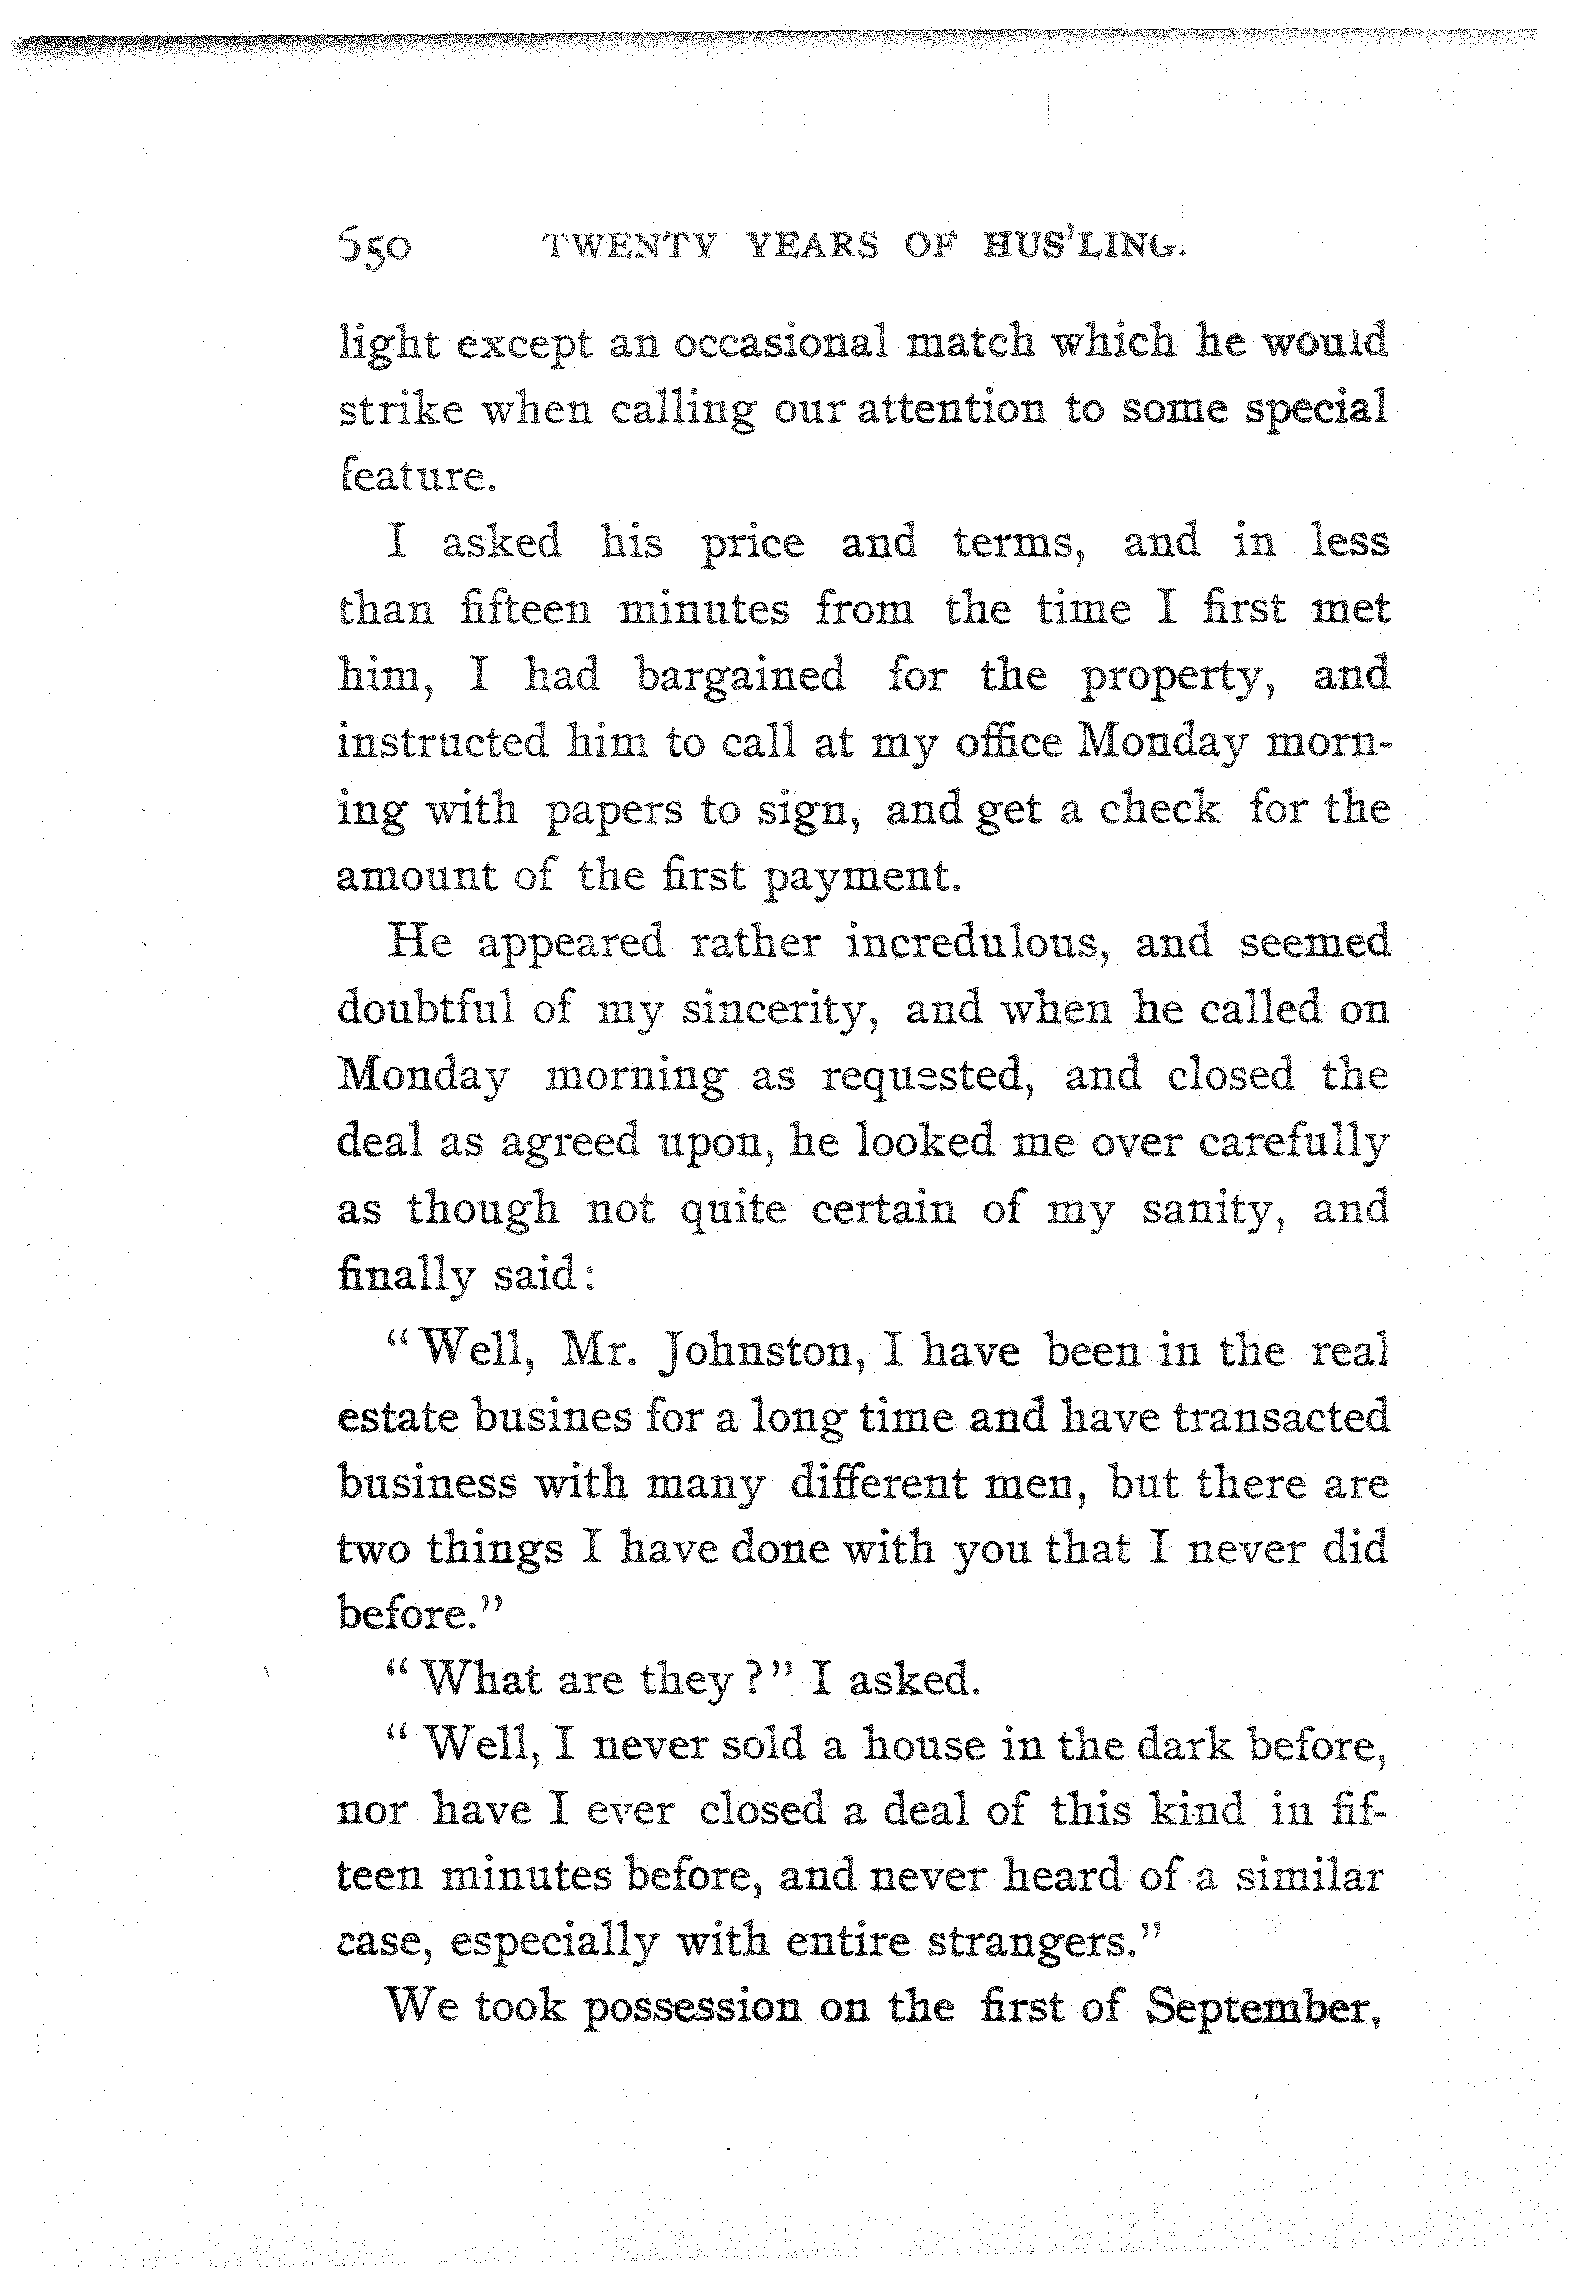 650 TWENTY YEARS OF HUS'LING.
light except an occasional match which he would
strike when calling our attention to some special
feature.
I asked his price and terms, and in less
than fifteen minutes from the time I first met
him, I had bargained for the property, and
instructed him to call at my office Monday morn-
ing with papers to sign, and get a check for the
amount of the first payment.
He appeared rather incredulous, and seemed
doubtful of my sincerity, and when he called on
Monday morning as requested, and closed the
deal as agreed upon, he looked me over carefully
as though not quite certain of my sanity, and
finally said:
"Well, Mr. Johnston, I have been in the real
estate busines for a long time and have transacted
business with many different men, but there are
two things I have done with you that I never did
before."
"What are they?" I asked.
"Well, I never sold a house in the dark before,
nor have I ever closed a deal of this kind in fif-
teen minutes before, and never heard of a similar
case, especially with entire strangers."
We took possession on the first of September,